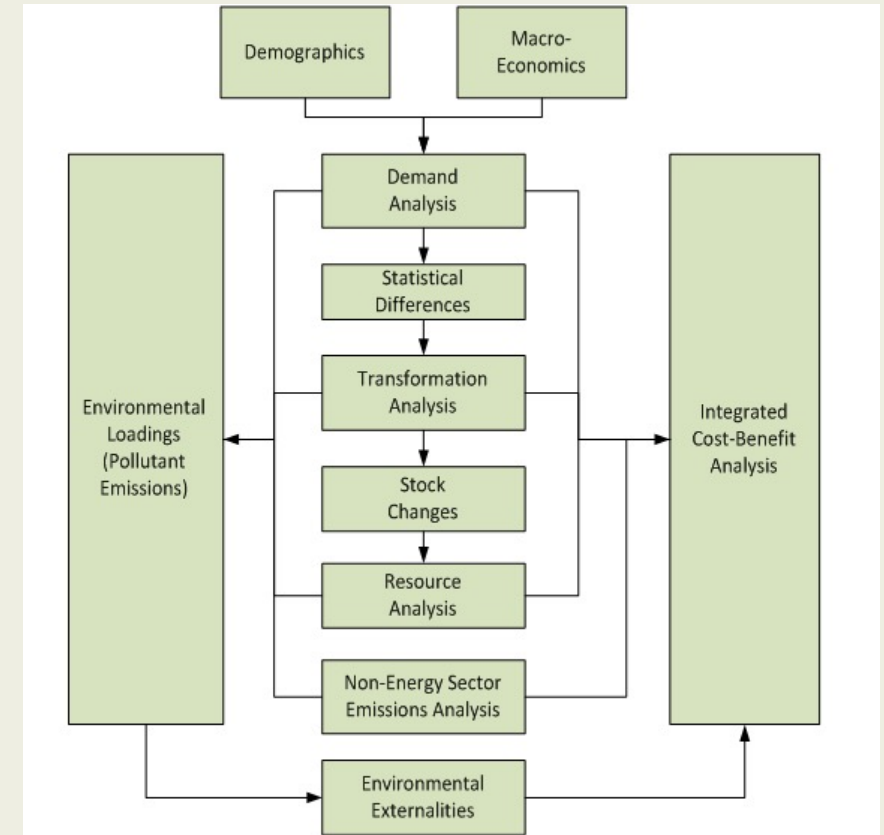 Demographics
Macro-
Economics
Demand
Analysis
Statistical
Differences
Transformation
Analysis
Environmental
Loadings
(Pollutant
Emissions)
Integrated
Cost-Benefit
Analysis
Stock
Changes
Resource
Analysis
Non-Energy Sector
Emissions Analysis
Environmental
Externalities